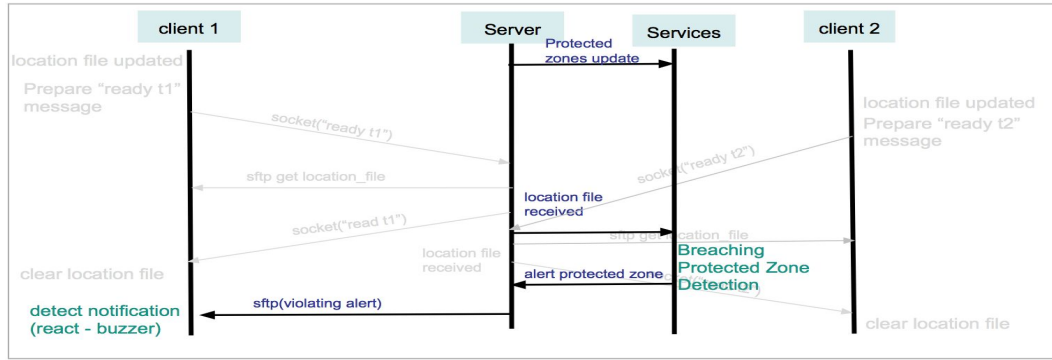 client 1
Server
Services
client 2
Protected
zones update
location file updated
Prepare “ready t1”
message
location file updated
Prepare “ready t2”
message
socket("ready t1")
socket("ready t2")
sftp get location_file
location file
received
socket("read t1")
sftp get location_file
location file
received
Breaching
Protected Zone
Detection
clear location file
alert protected zone
detect notification
(react - buzzer)
sftp(violating alert)
clear location file